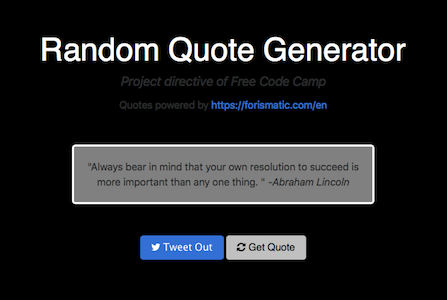 Random Quote Generator
Project directive of Free Code Camp
Quotes powered by https://forismatic.com/en
"Always bear in mind that your own resolution to succeed is
more important than any one thing. " -Abraham Lincoln
Tweet Out
Get Quote